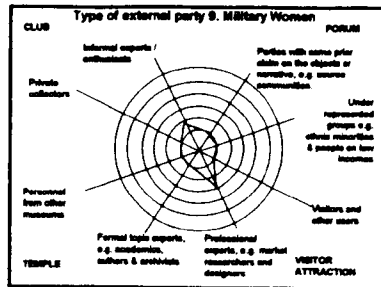 Type of external party 9. Military Women
CLUB
FORUM
Informal experts /
enthusiasts
Parties with some prior
claim on the objects or
narrative, e.g. source
communities
Private
collectors
Under
represented
groups e.g.
ethnic minorities
& people on low
incomes
Personnel
from other
museums
Visitors and
other users
Formal topic experts,
e.g. academics,
authors & archivists
Professional
experts, e.g. market
researchers and
designers
TEMPLE
VISITOR
ATTRACTION